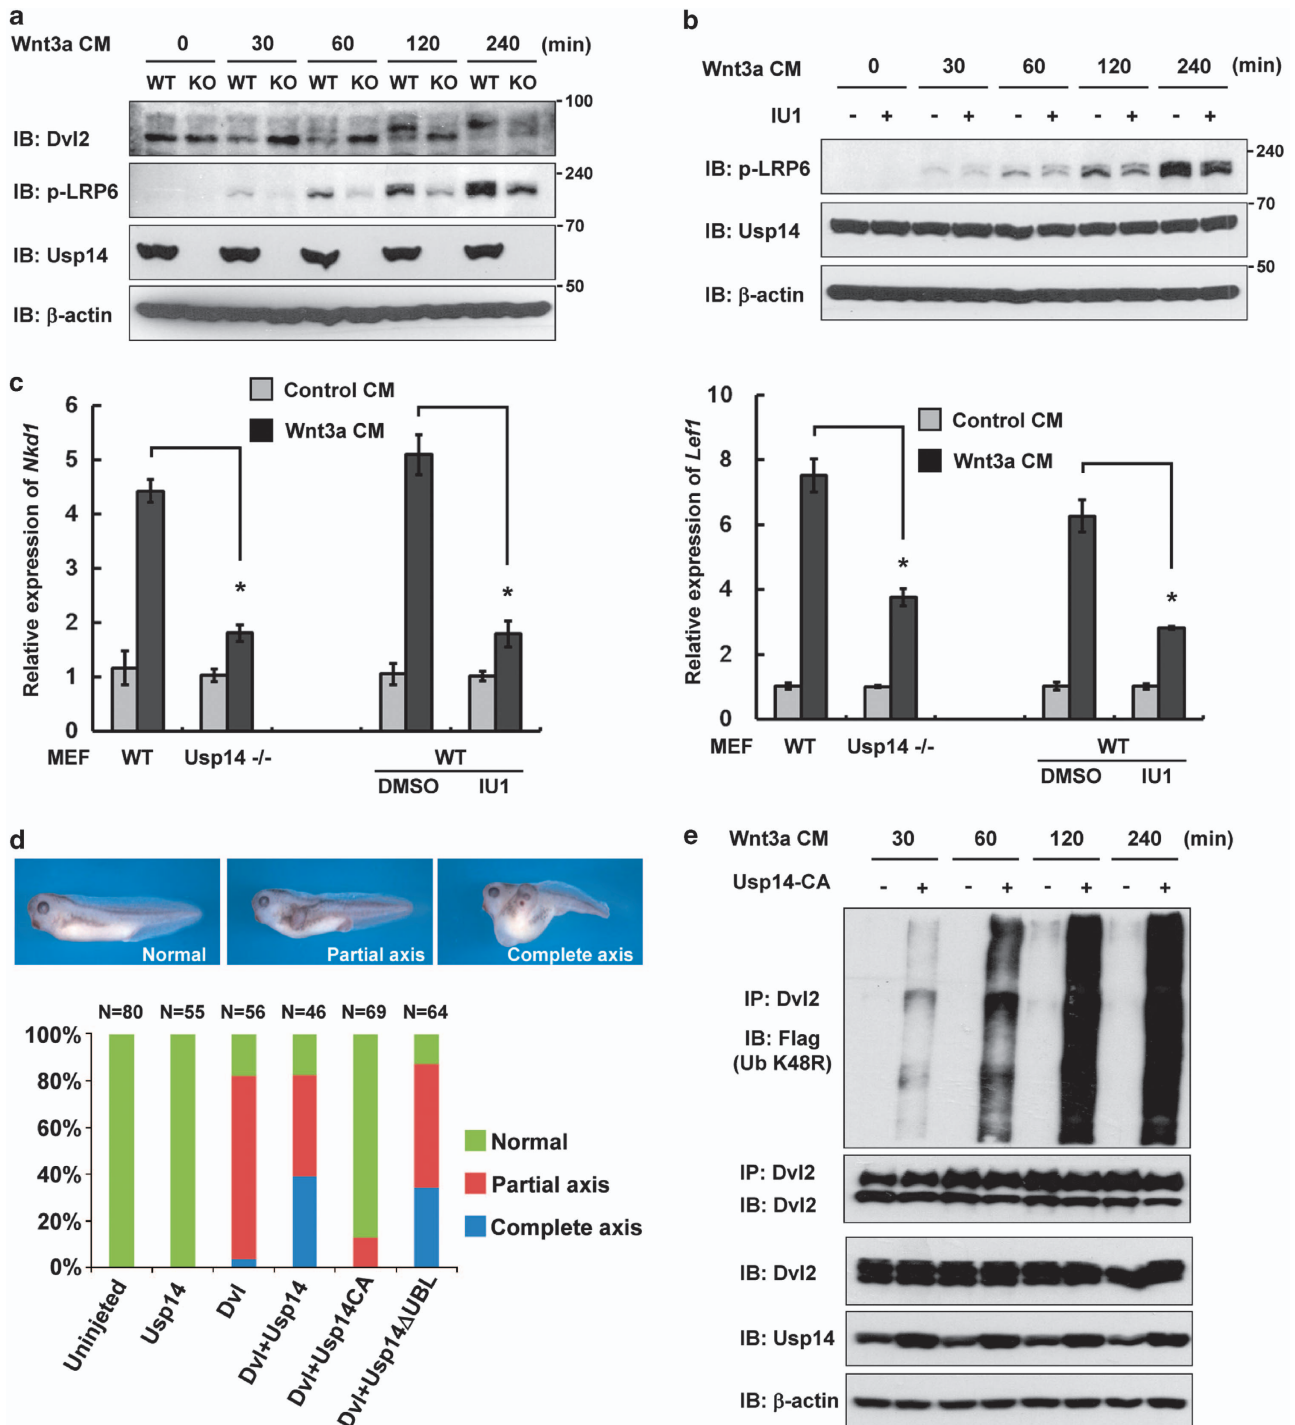 a
Wnt3a CM 0 30 60 120 240 (min)
WT KO WT KO WT KO WT KO WT KO
100
IB: Dvl2
240
IB: p-LRP6
70
IB: Usp14
50
IB: β-actin
b
Wnt3a CM 0 30 60 120 240 (min)
IU1 - + - + - + - + - +
240
IB: p-LRP6
70
IB: Usp14
50
IB: β-actin
c
Control CM
Wnt3a CM
Relative expression of Nkd1
6
5
4
3
2
1
0
* *
MEF WT Usp14 -/- WT
DMSO IU1
Control CM
Wnt3a CM
Relative expression of Lef1
10
8
6
4
2
0
* *
MEF WT Usp14 -/- WT
DMSO IU1
d
Normal
Partial axis
Complete axis
N=80 N=55 N=56 N=46 N=69 N=64
100%
80%
60%
40%
20%
0%
Normal
Partial axis
Complete axis
Uninjeted
Usp14
Dvl
Dvl+Usp14
Dvl+Usp14CA
Dvl+Usp14ΔUBL
e
Wnt3a CM 30 60 120 240 (min)
Usp14-CA - + - + - + - +
IP: Dvl2
IB: Flag
(Ub K48R)
IP: Dvl2
IB: Dvl2
IB: Dvl2
IB: Usp14
IB: β-actin